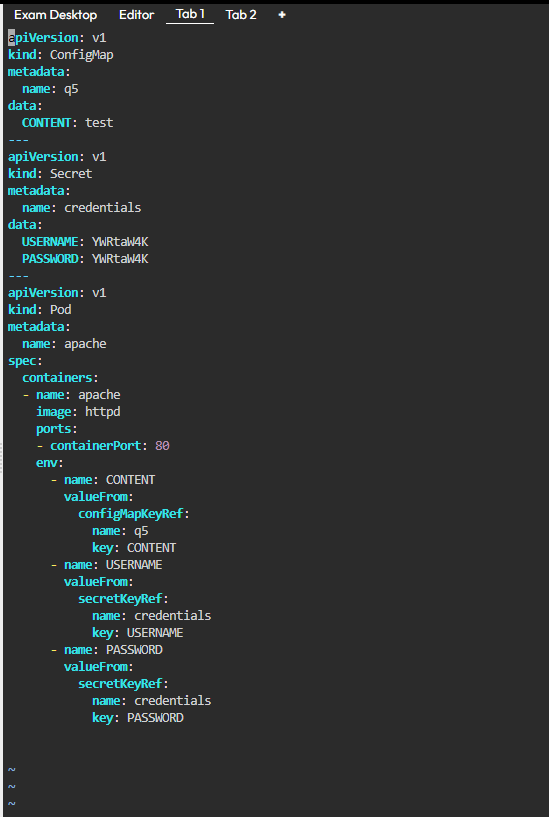 Exam Desktop Editor Tab 1 Tab 2 +
apiVersion: v1
kind: ConfigMap
metadata:
  name: q5
data:
  CONTENT: test
---
apiVersion: v1
kind: Secret
metadata:
  name: credentials
data:
  USERNAME: YWRtaW4K
  PASSWORD: YWRtaW4K
---
apiVersion: v1
kind: Pod
metadata:
  name: apache
spec:
  containers:
  - name: apache
    image: httpd
    ports:
    - containerPort: 80
    env:
      - name: CONTENT
        valueFrom:
          configMapKeyRef:
            name: q5
            key: CONTENT
      - name: USERNAME
        valueFrom:
          secretKeyRef:
            name: credentials
            key: USERNAME
      - name: PASSWORD
        valueFrom:
          secretKeyRef:
            name: credentials
            key: PASSWORD
~
~
~